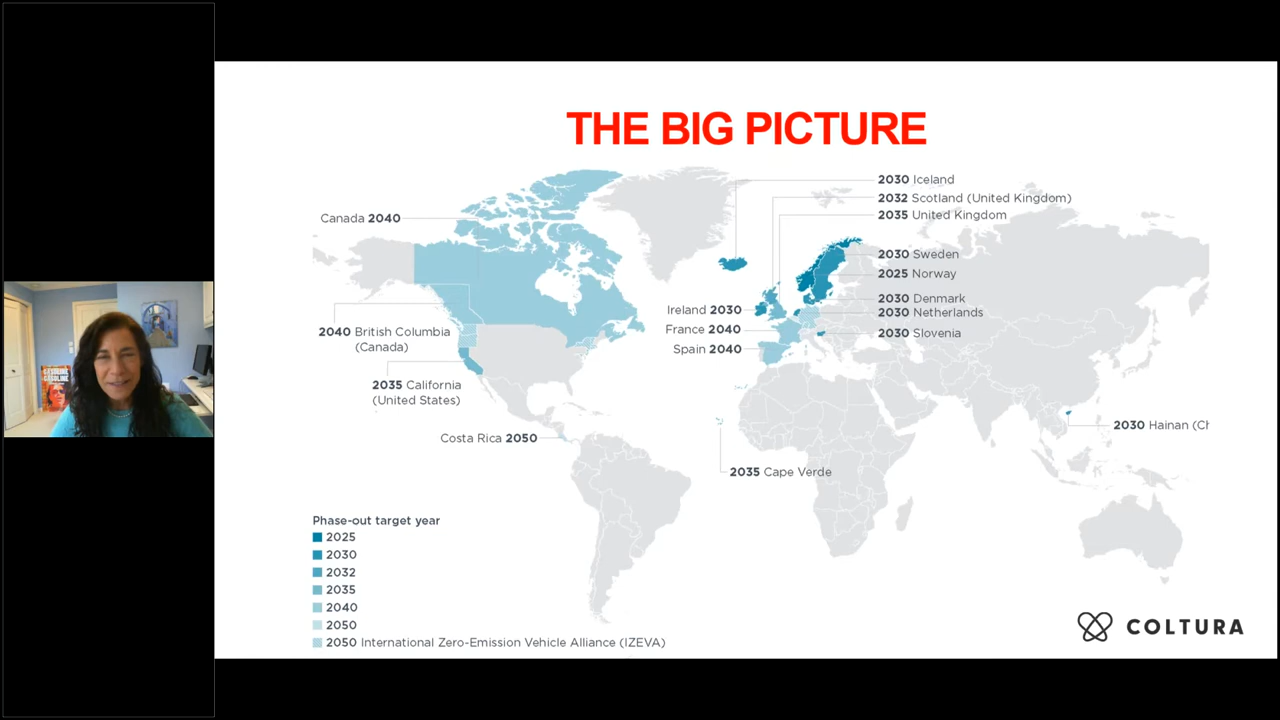 THE BIG PICTURE
2030 Iceland
2032 Scotland (United Kingdom)
2035 United Kingdom
Canada 2040
2030 Sweden
2025 Norway
2030 Denmark
2030 Netherlands
2030 Slovenia
Ireland 2030
France 2040
Spain 2040
2040 British Columbia
(Canada)
2035 California
(United States)
Costa Rica 2050
2030 Hainan (Ch
2035 Cape Verde
Phase-out target year
2025
2030
2032
2035
2040
2050
2050 International Zero-Emission Vehicle Alliance (IZEVA)
COLTURA
GASOLINE